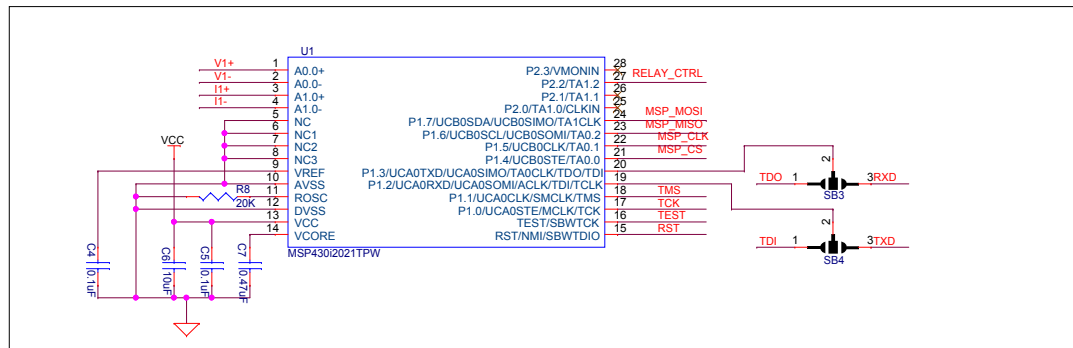 U1
V1+ 1 A0.0+ P2.3/VMONIN 28
V1- 2 A0.0- P2.2/TA1.2 27 RELAY_CTRL
I1+ 3 A1.0+ P2.1/TA1.1 26
I1- 4 A1.0- P2.0/TA1.0/CLKIN 25
5 NC P1.7/UCB0SDA/UCB0SIMO/TA1CLK 24 MSP_MOSI
6 NC1 P1.6/UCB0SCL/UCB0SOMI/TA0.2 23 MSP_MISO
7 NC2 P1.5/UCB0CLK/TA0.1 22 MSP_CLK
VCC 8 NC3 P1.4/UCB0STE/TA0.0 21 MSP_CS
9 VREF P1.3/UCA0TXD/UCA0SIMO/TA0CLK/TDO/TDI 20
10 AVSS P1.2/UCA0RXD/UCA0SOMI/ACLK/TDI/TCLK 19
R8 11 ROSC P1.1/UCA0CLK/SMCLK/TMS 18 TMS
20K 12 DVSS P1.0/UCA0STE/MCLK/TCK 17 TCK
13 VCC TEST/SBWTCK 16 TEST
14 VCORE RST/NMI/SBWTDIO 15 RST
MSP430i2021TPW
2
TDO 1 3 RXD
SB3
2
TDI 1 3 TXD
SB4
C4
0.1uF
C6
10uF
C5
0.1uF
C7
0.47uF